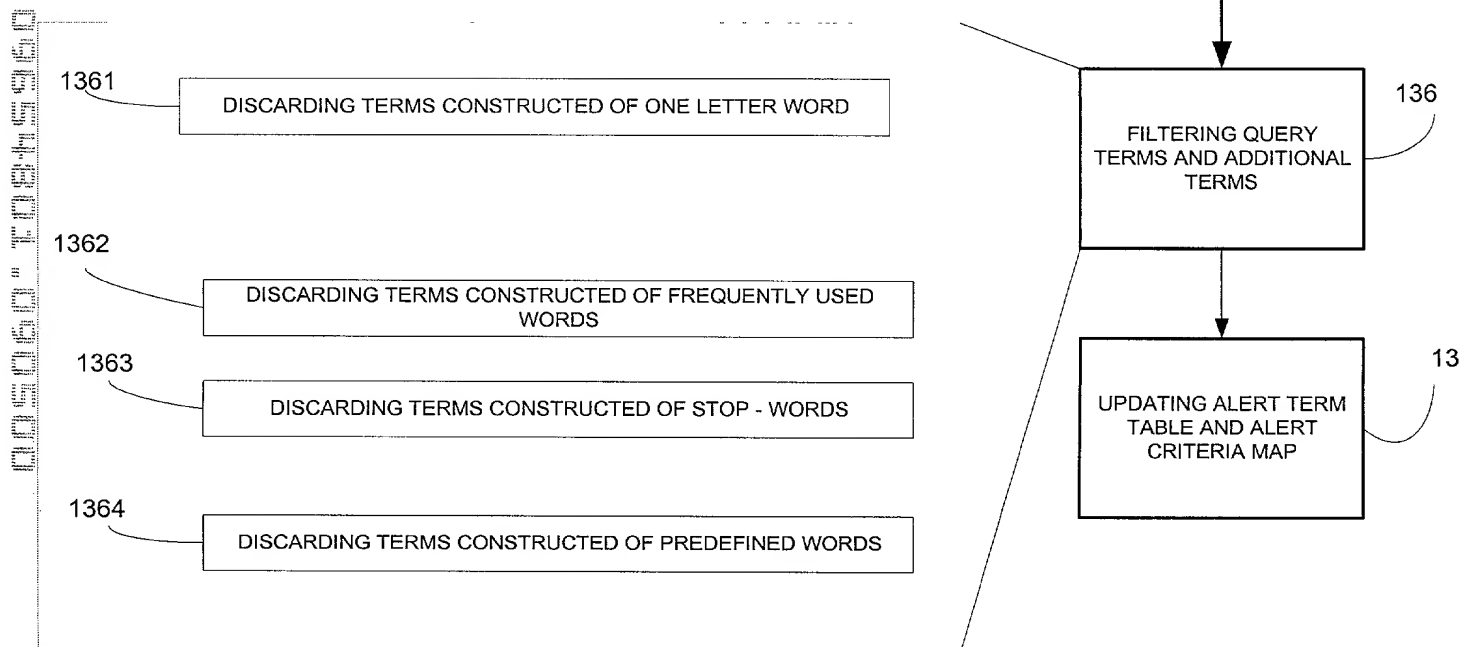 1361
DISCARDING TERMS CONSTRUCTED OF ONE LETTER WORD
1362
DISCARDING TERMS CONSTRUCTED OF FREQUENTLY USED
WORDS
1363
DISCARDING TERMS CONSTRUCTED OF STOP - WORDS
1364
DISCARDING TERMS CONSTRUCTED OF PREDEFINED WORDS
136
FILTERING QUERY
TERMS AND ADDITIONAL
TERMS
13
UPDATING ALERT TERM
TABLE AND ALERT
CRITERIA MAP